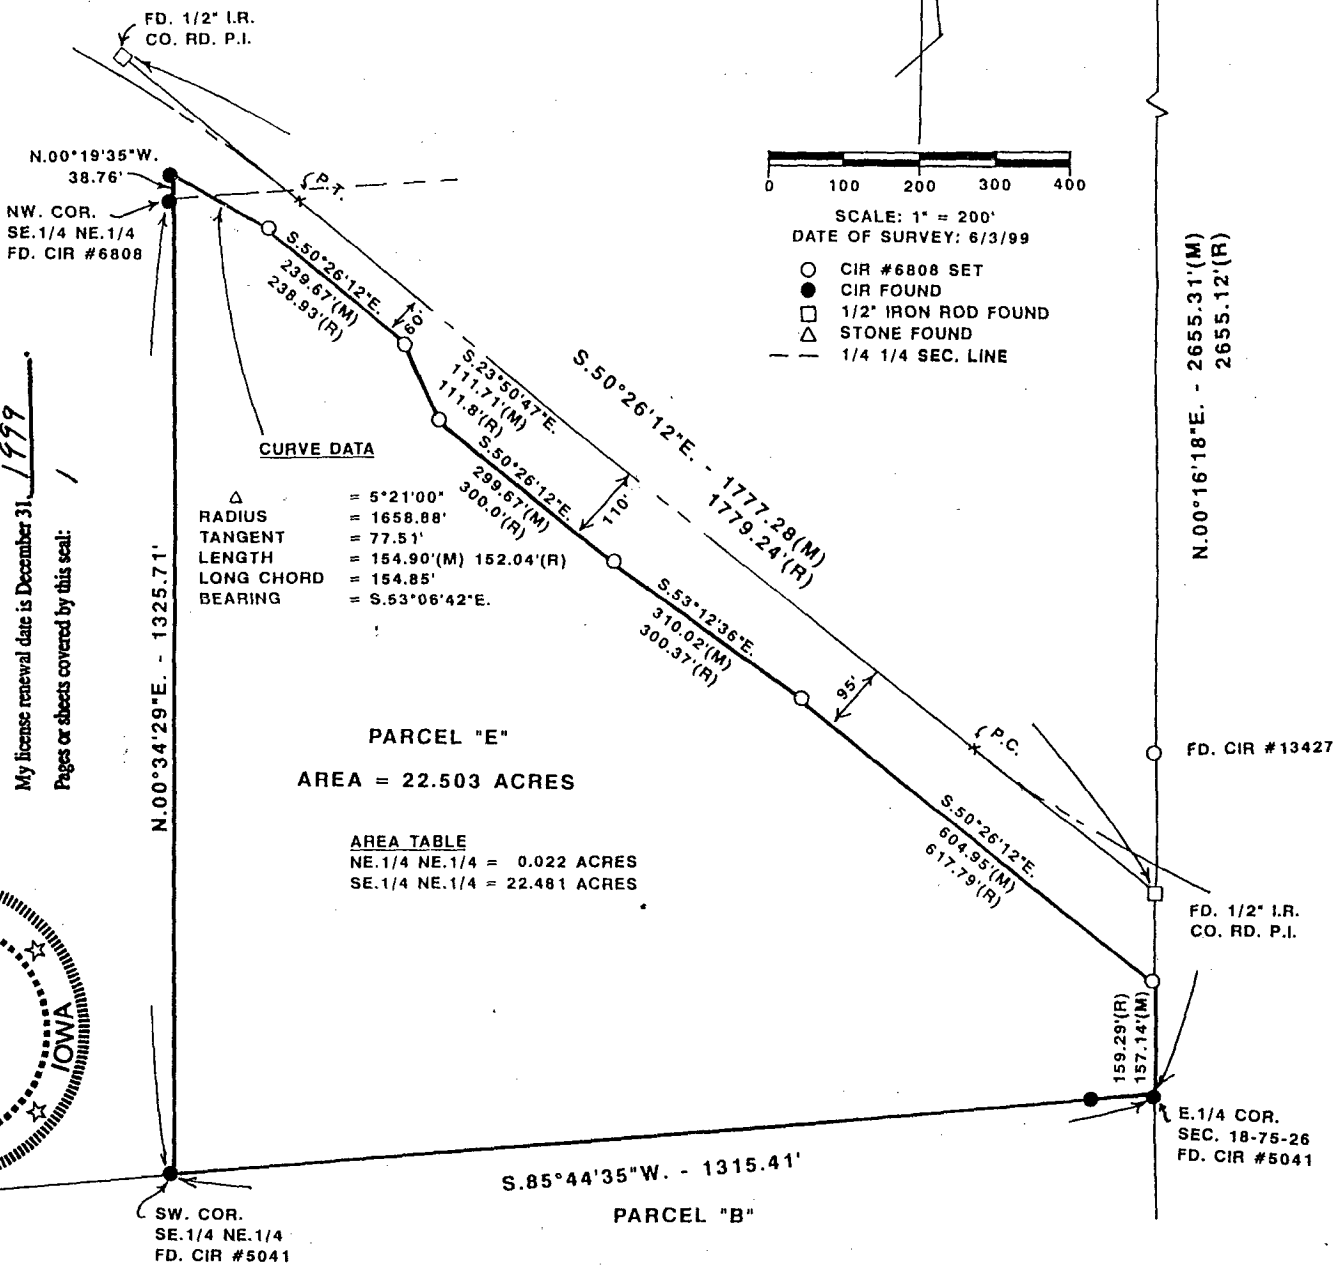 FD. 1/2" I.R.
CO. RD. P.I.
N.00°19'35"W.
38.76'
NW. COR.
SE.1/4 NE.1/4
FD. CIR #6808
P.T.
0 100 200 300 400
SCALE: 1" = 200'
DATE OF SURVEY: 6/3/99
CIR #6808 SET
CIR FOUND
1/2" IRON ROD FOUND
STONE FOUND
1/4 1/4 SEC. LINE
N.00°16'18"E. - 2655.31'(M)
2655.12'(R)
S.50°26'12"E.
239.67'(M)
238.93'(R)
60'
S.23°50'47"E.
111.71'(M)
111.8'(R)
S.50°26'12"E. - 1777.28(M)
1779.24'(R)
S.50°26'12"E.
299.67'(M)
300.0'(R)
110'
CURVE DATA
Δ = 5°21'00"
RADIUS = 1658.88'
TANGENT = 77.51'
LENGTH = 154.90'(M) 152.04'(R)
LONG CHORD = 154.85'
BEARING = S.53°06'42"E.
My license renewal date is December 31, 1999.
Pages or sheets covered by this seal:
N.00°34'29"E. - 1325.71'
S.53°12'36"E.
310.02'(M)
300.37'(R)
95'
P.C.
FD. CIR #13427
PARCEL "E"
AREA = 22.503 ACRES
AREA TABLE
NE.1/4 NE.1/4 = 0.022 ACRES
SE.1/4 NE.1/4 = 22.481 ACRES
S.50°26'12"E.
604.95'(M)
617.79'(R)
FD. 1/2" I.R.
CO. RD. P.I.
IOWA
159.29'(R)
157.14'(M)
E.1/4 COR.
SEC. 18-75-26
FD. CIR #5041
S.85°44'35"W. - 1315.41'
PARCEL "B"
SW. COR.
SE.1/4 NE.1/4
FD. CIR #5041